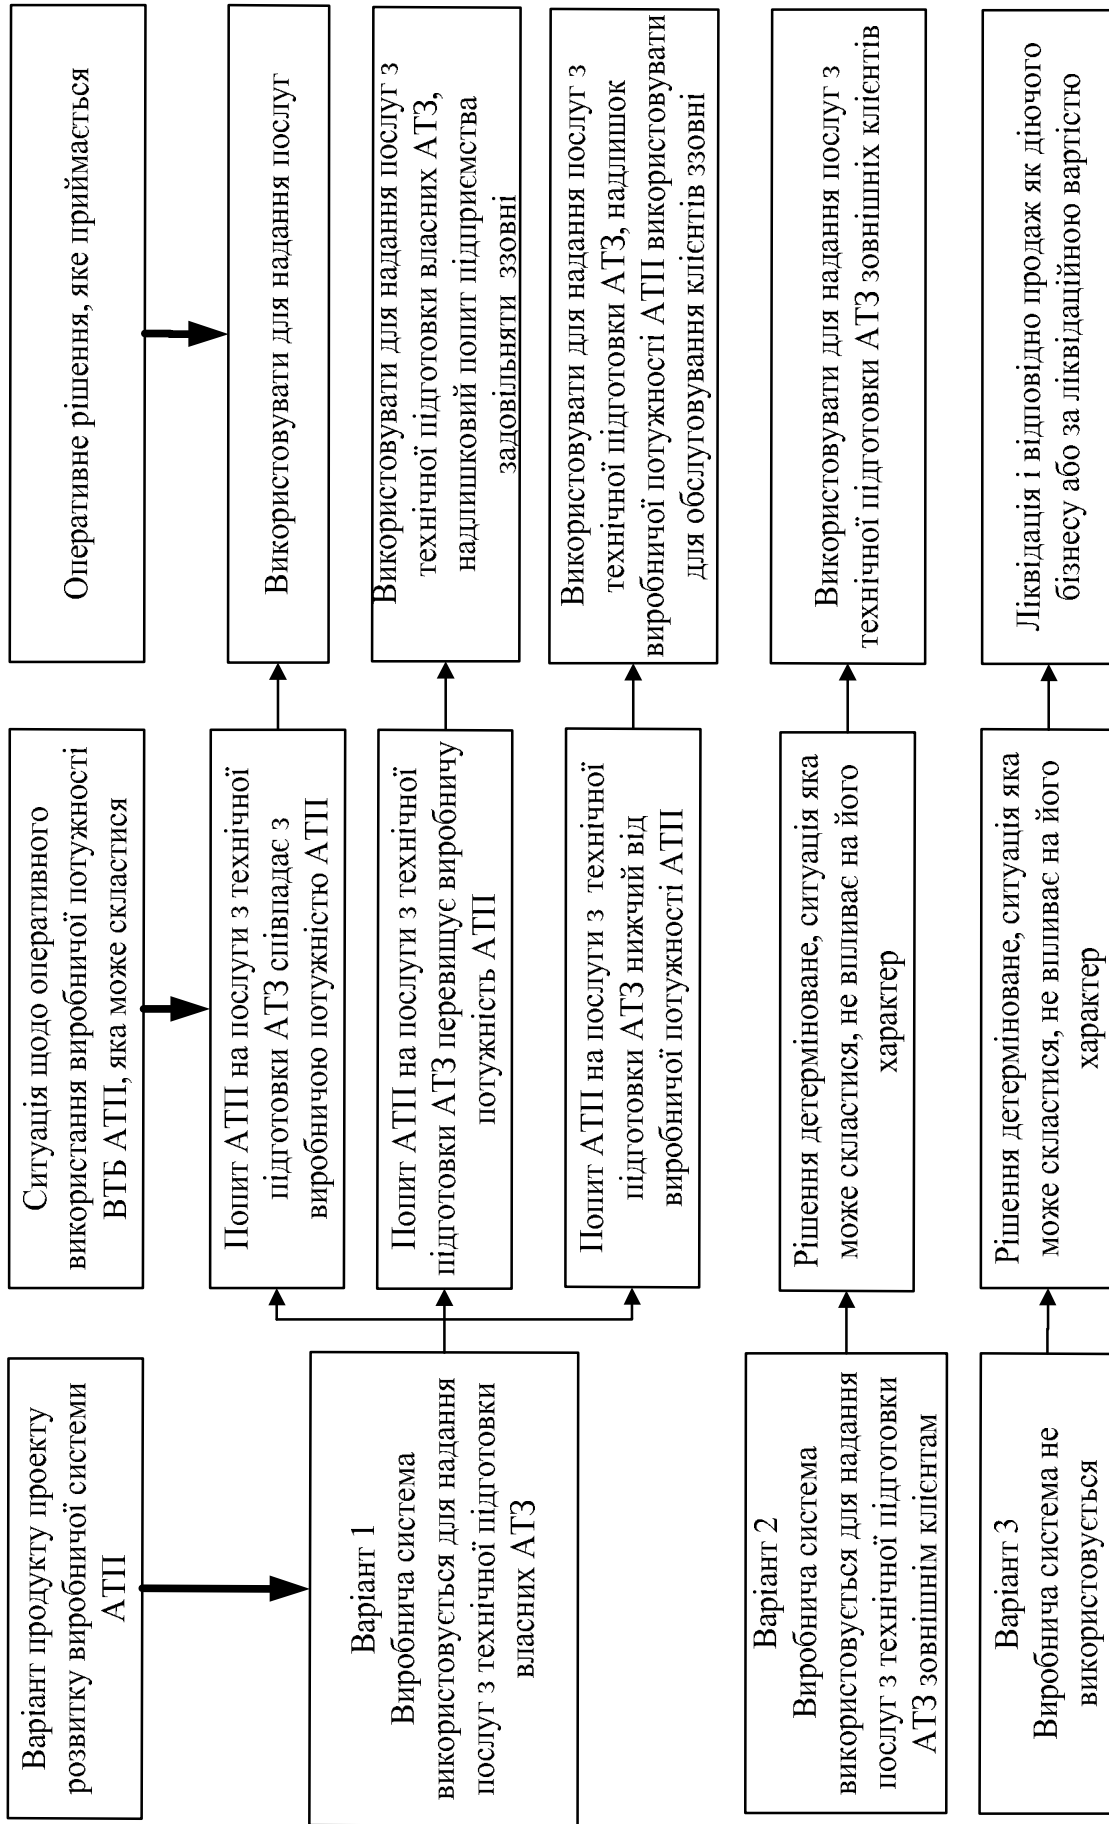 Варіант продукту проекту
розвитку виробничої системи
АТП
Ситуація щодо оперативного
використання виробничої потужності
ВТБ АТП, яка може скластися
Оперативне рішення, яке приймається
Варіант 1
Виробнича система
використовується для надання
послуг з технічної підготовки
власних АТЗ
Попит АТП на послуги з технічної
підготовки АТЗ співпадає з
виробничою потужністю АТП
Використовувати для надання послуг
Попит АТП на послуги з технічної
підготовки АТЗ перевищує виробничу
потужність АТП
Використовувати для надання послуг з
технічної підготовки власних АТЗ,
надлишковий попит підприємства
задовільняти ззовні
Попит АТП на послуги з технічної
підготовки АТЗ нижчий від
виробничої потужності АТП
Використовувати для надання послуг з
технічної підготовки АТЗ, надлишок
виробничої потужності АТП використовувати
для обслуговування клієнтів ззовні
Варіант 2
Виробнича система
використовується для надання
послуг з технічної підготовки
АТЗ зовнішнім клієнтам
Рішення детерміноване, ситуація яка
може скластися, не впливає на його
характер
Використовувати для надання послуг з
технічної підготовки АТЗ зовнішніх клієнтів
Варіант 3
Виробнича система не
використовується
Рішення детерміноване, ситуація яка
може скластися, не впливає на його
характер
Ліквідація і відповідно продаж як діючого
бізнесу або за ліквідаційною вартістю